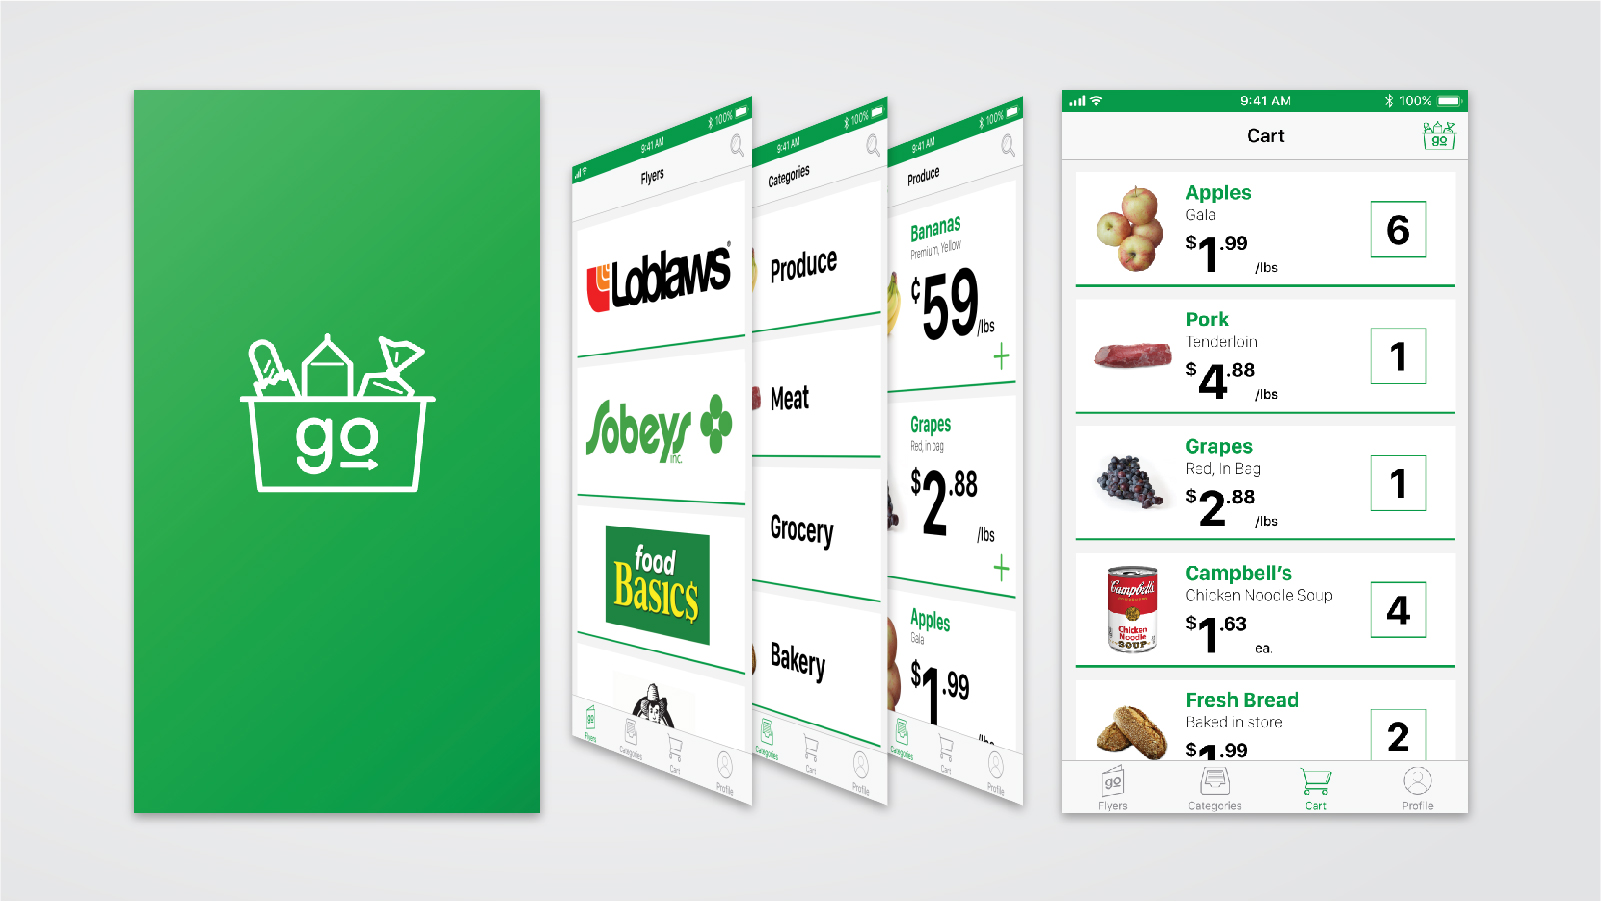 go
9:41 AM
100%
Flyers
Loblaws®
Sobeys
inc.
food
Basic$
go
Flyers
Categories
Cart
Profile
9:41 AM
100%
Categories
Produce
Meat
Grocery
Bakery
Categories
Cart
Profile
9:41 AM
100%
Produce
Bananas
Premium, Yellow
¢59/lbs
+
Grapes
Red, in bag
$2.88
/lbs
+
Apples
Gala
$1.99
/lbs
Categories
Cart
Profile
9:41 AM
100%
Cart
go
Apples
Gala
$1.99
/lbs
6
Pork
Tenderloin
$4.88
/lbs
1
Grapes
Red, In Bag
$2.88
/lbs
1
Campbell's
Chicken Noodle Soup
$1.63
ea.
4
Campbell's
Chicken
Noodle
SOUP
Fresh Bread
Baked in store
$1.99
2
go
Flyers
Categories
Cart
Profile